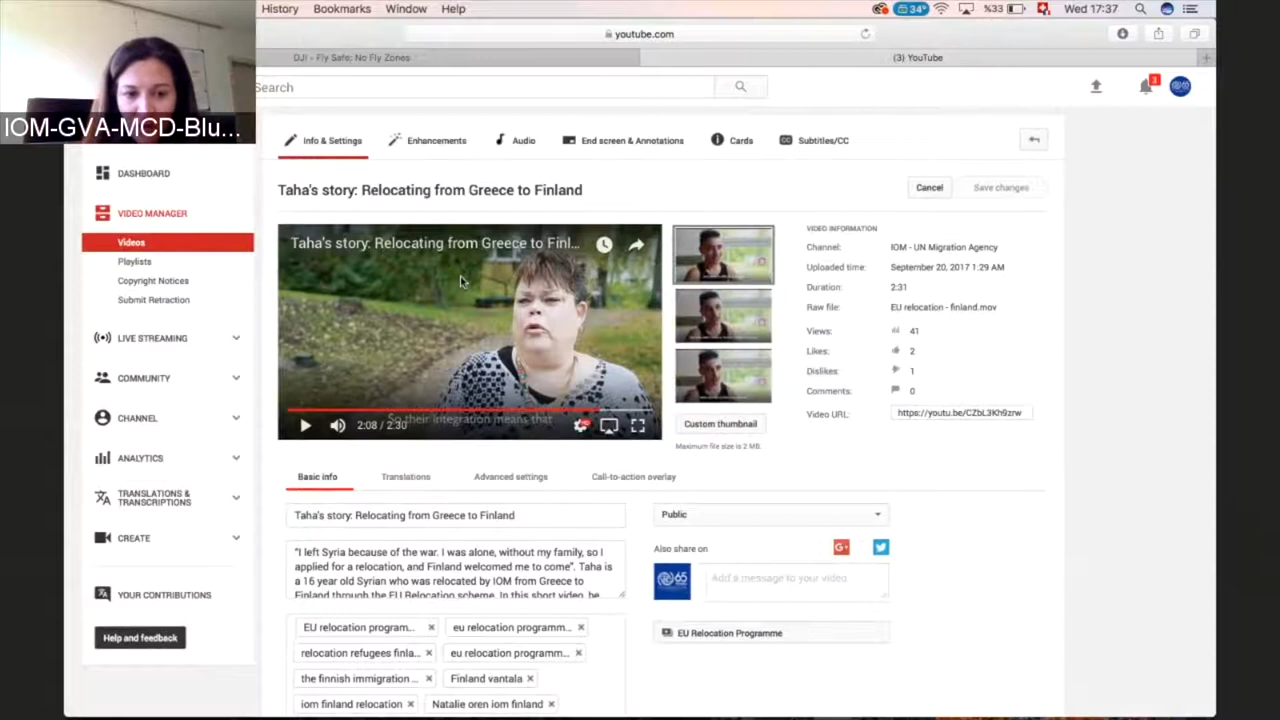 History Bookmarks Window Help
34°
%33
Wed 17:37
youtube.com
DJI - Fly Safe: No Fly Zones
(3) YouTube
Search
3
IOM-GVA-MCD-Blu...
Info & Settings
Enhancements
Audio
End screen & Annotations
Cards
CC Subtitles/CC
DASHBOARD
VIDEO MANAGER
Videos
Playlists
Copyright Notices
Submit Retraction
LIVE STREAMING
COMMUNITY
CHANNEL
ANALYTICS
TRANSLATIONS &
TRANSCRIPTIONS
CREATE
YOUR CONTRIBUTIONS
Help and feedback
Taha's story: Relocating from Greece to Finland
Cancel
Save changes
Taha's story: Relocating from Greece to Finl...
So their integration means that
2:08 / 2:30
Custom thumbnail
Maximum file size is 2 MB.
VIDEO INFORMATION
Channel: IOM - UN Migration Agency
Uploaded time: September 20, 2017 1:29 AM
Duration: 2:31
Raw file: EU relocation - finland.mov
Views: 41
Likes: 2
Dislikes: 1
Comments: 0
Video URL: https://youtu.be/CZbL3Kh9zrw
Basic info
Translations
Advanced settings
Call-to-action overlay
Taha's story: Relocating from Greece to Finland
"I left Syria because of the war. I was alone, without my family, so I
applied for a relocation, and Finland welcomed me to come". Taha is
a 16 year old Syrian who was relocated by IOM from Greece to
Finland through the EU Relocation scheme. In this short video, he
EU relocation program... ×
eu relocation programm... ×
relocation refugees finla... ×
eu relocation programm... ×
the finnish immigration ... ×
Finland vantala ×
iom finland relocation ×
Natalie oren iom finland ×
Public
Also share on
G+
65
Add a message to your video
EU Relocation Programme